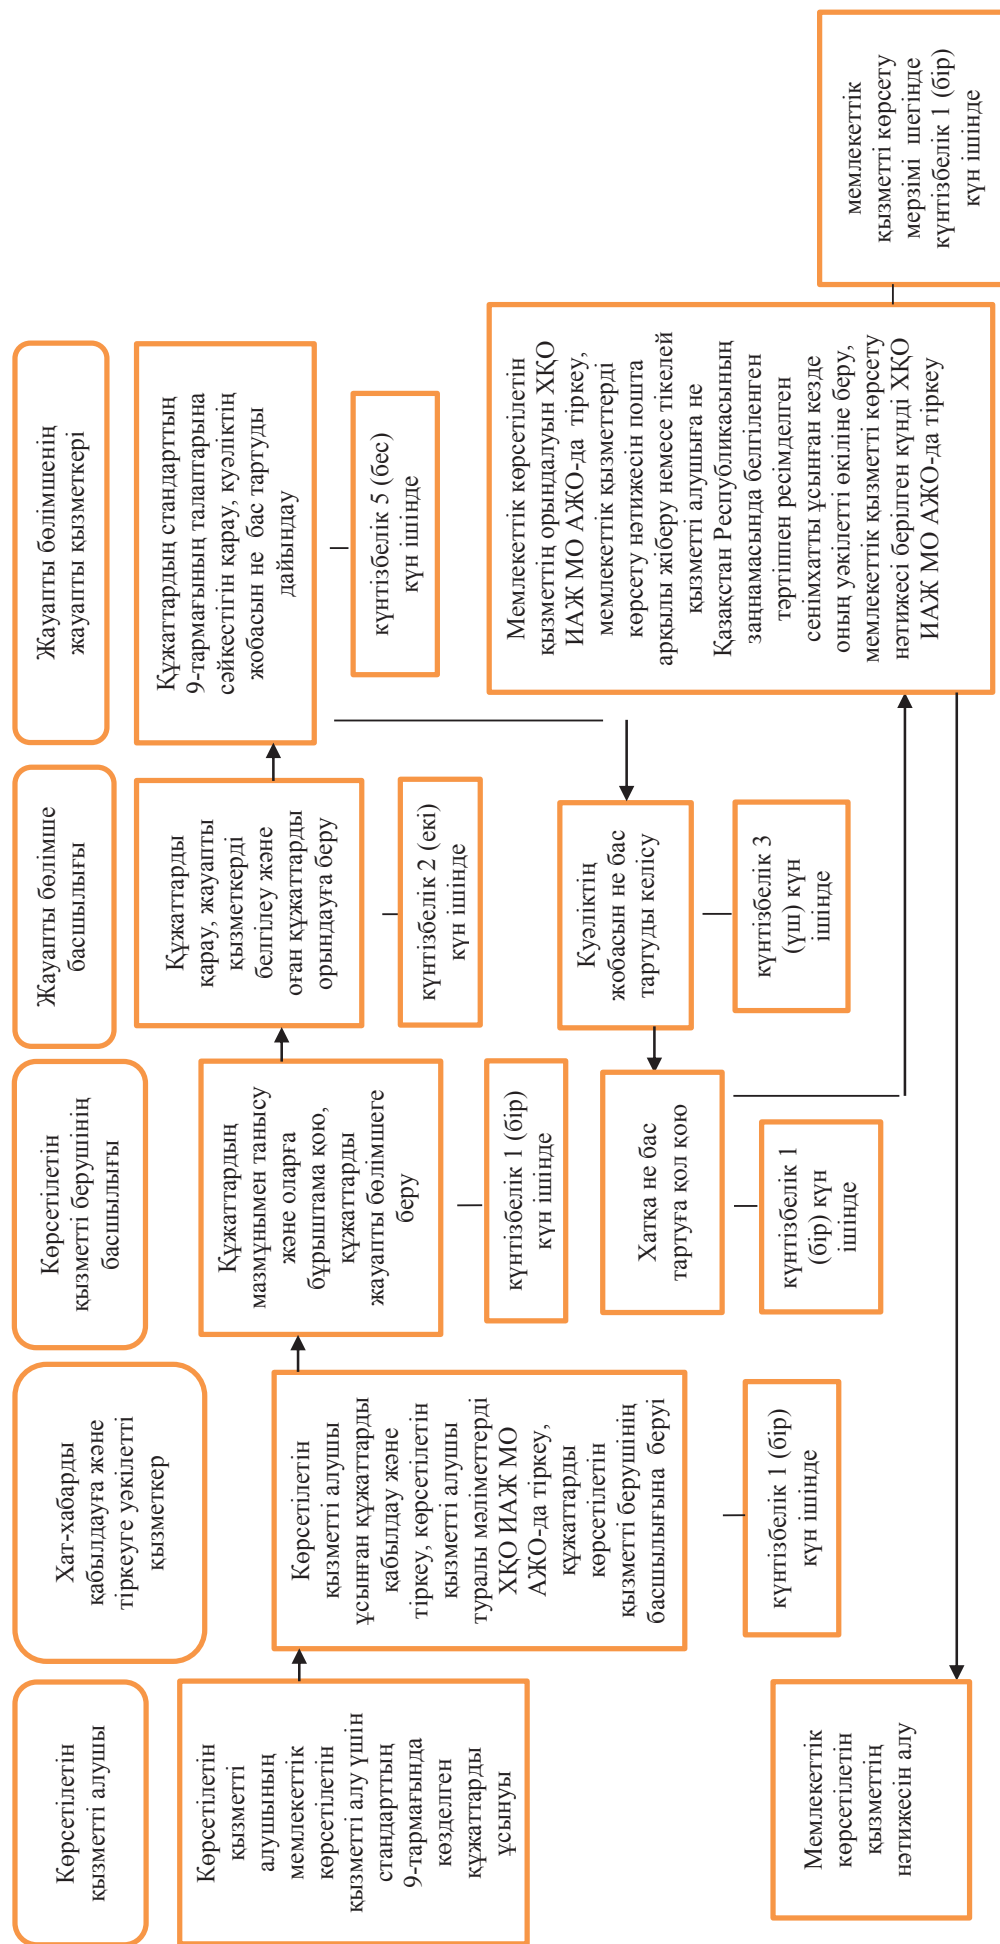 Көрсетілетін
қызметті алушы
Хат-хабарды
қабылдауға және
тіркеуге уәкілетті
қызметкер
Көрсетілетін
қызметті берушінің
басшылығы
Жауапты бөлімше
басшылығы
Жауапты бөлімшенің
жауапты қызметкері
Көрсетілетін
қызметті
алушының
мемлекеттік
көрсетілетін
қызметті алу үшін
стандарттың
9-тармағында
көзделген
құжаттарды
ұсынуы
Көрсетілетін
қызметті алушы
ұсынған құжаттарды
қабылдау және
тіркеу, көрсетілетін
қызметті алушы
туралы мәліметтерді
ХҚО ИАЖ МО
АЖО-да тіркеу,
құжаттарды
көрсетілетін
қызметті берушінің
басшылығына беруі
күнтізбелік 1 (бір)
күн ішінде
Құжаттардың
мазмұнымен танысу
және оларға
бұрыштама қою,
құжаттарды
жауапты бөлімшеге
беру
күнтізбелік 1 (бір)
күн ішінде
Құжаттарды
қарау, жауапты
қызметкерді
белгілеу және
оған құжаттарды
орындауға беру
күнтізбелік 2 (екі)
күн ішінде
Құжаттардың стандарттың
9-тармағының талаптарына
сәйкестігін қарау, куәліктің
жобасын не бас тартуды
дайындау
күнтізбелік 5 (бес)
күн ішінде
Куәліктің
жобасын не бас
тартуды келісу
күнтізбелік 3
(үш) күн
ішінде
Хатқа не бас
тартуға қол қою
күнтізбелік 1
(бір) күн
ішінде
Мемлекеттік көрсетілетін
қызметтің орындалуын ХҚО
ИАЖ МО АЖО-да тіркеу,
мемлекеттік қызметтерді
көрсету нәтижесін пошта
арқылы жіберу немесе тікелей
қызметті алушыға не
Қазақстан Республикасының
заңнамасында белгіленген
тәртіппен ресімделген
сенімхатты ұсынған кезде
оның уәкілетті өкіліне беру,
мемлекеттік қызметті көрсету
нәтижесі берілген күнді ХҚО
ИАЖ МО АЖО-да тіркеу
мемлекеттік
қызметті көрсету
мерзімі шегінде
күнтізбелік 1 (бір)
күн ішінде
Мемлекеттік
көрсетілетін
қызметтің
нәтижесін алу